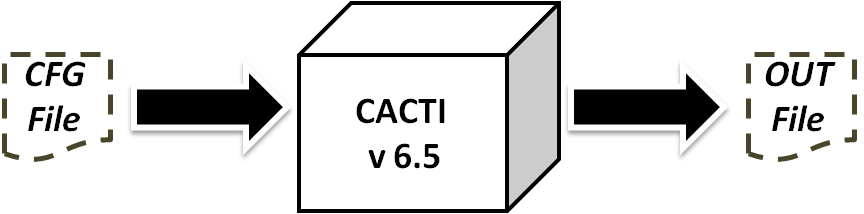 CFG
File
CACTI
v 6.5
OUT
File